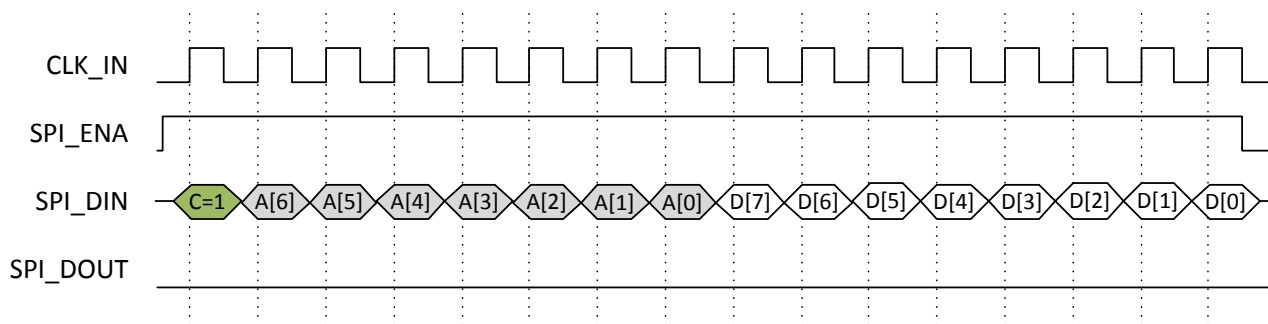 CLK_IN
SPI_ENA
SPI_DIN C=1 A[6] A[5] A[4] A[3] A[2] A[1] A[0] D[7] D[6] D[5] D[4] D[3] D[2] D[1] D[0]
SPI_DOUT